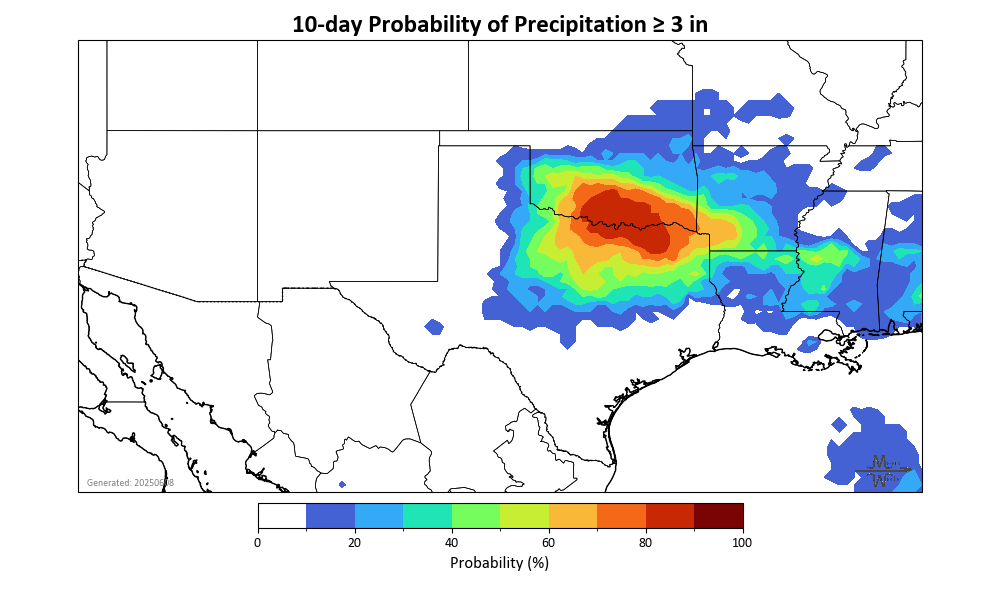 10-day Probability of Precipitation ≥ 3 in
Generated: 20250608
0 20 40 60 80 100
Probability (%)